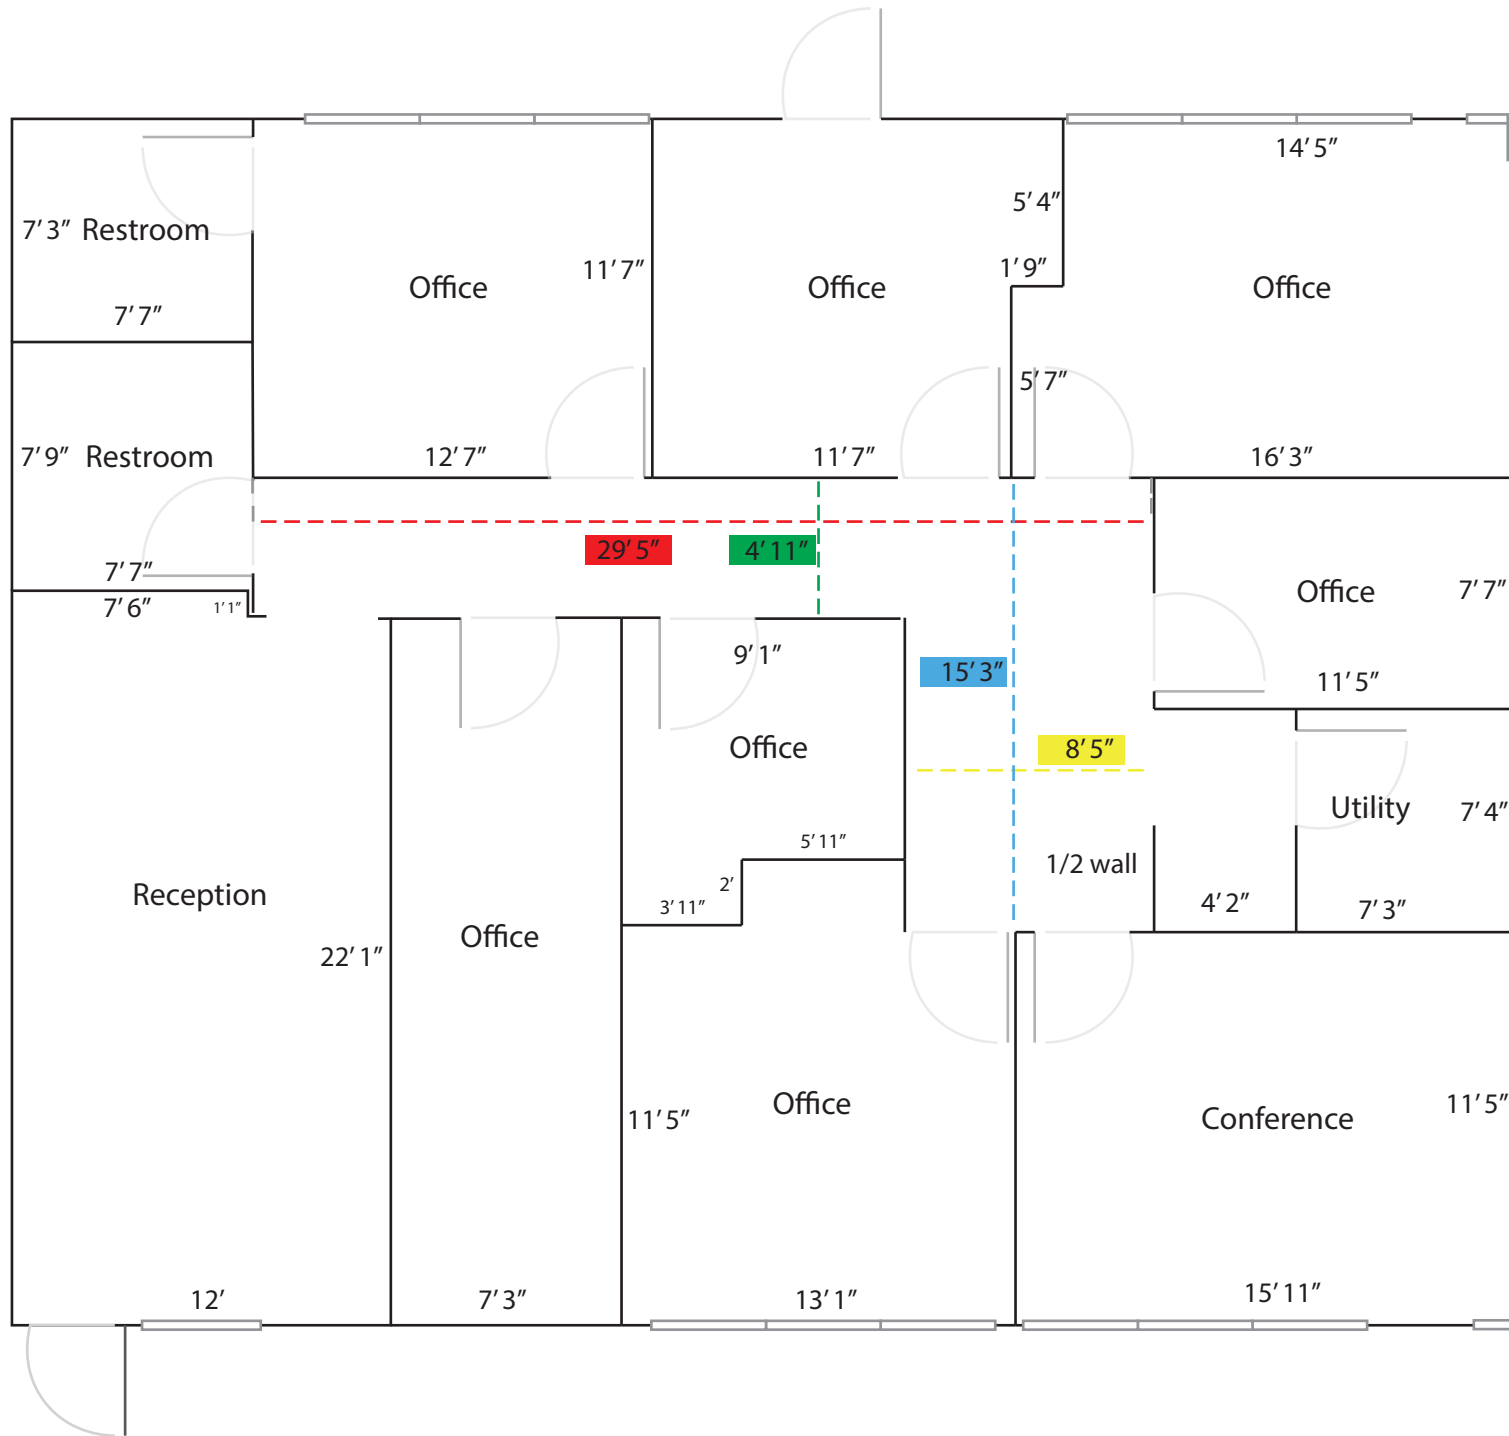 14’ 5”
5’ 4”
7’ 3” Restroom
1’ 9”
11’ 7”
Office
Office
Office
7’ 7”
5’ 7”
7’ 9” Restroom
12’ 7”
11’ 7”
16’ 3”
29’ 5”
4’ 11”
7’ 7”
7’ 6”
1’ 1”
Office
7’ 7”
9’ 1”
15’ 3”
11’ 5”
Office
8’ 5”
Utility
7’ 4”
5’ 11”
1/2 wall
Reception
2’
3’ 11”
4’ 2”
7’ 3”
Office
22’ 1”
11’ 5”
Office
Conference
11’ 5”
12’
7’ 3”
13’ 1”
15’ 11”